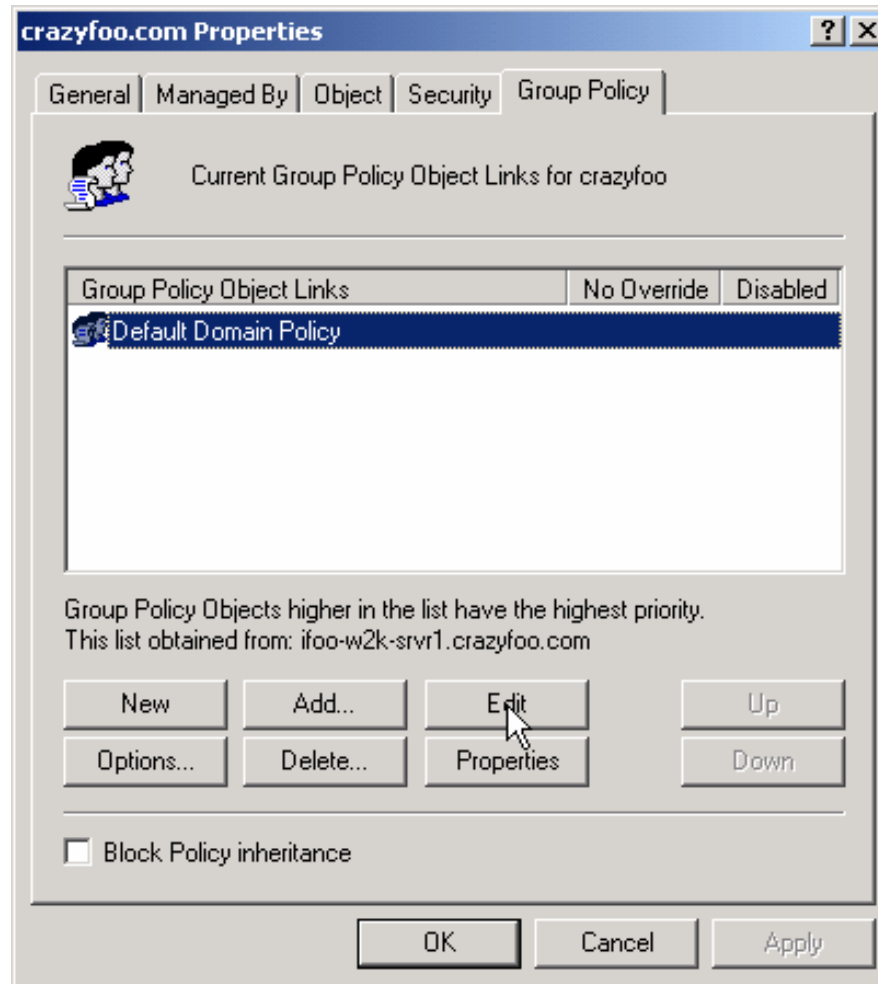 crazyfoo.com Properties
General Managed By Object Security Group Policy
Current Group Policy Object Links for crazyfoo
Group Policy Object Links No Override Disabled
Default Domain Policy
Group Policy Objects higher in the list have the highest priority.
This list obtained from: ifoo-w2k-srvr1.crazyfoo.com
New Add... Edit Up
Options... Delete... Properties Down
Block Policy inheritance
OK Cancel Apply